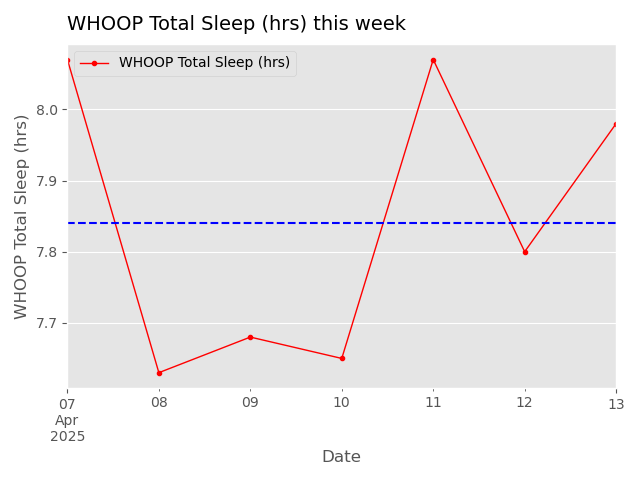 WHOOP Total Sleep (hrs) this week
WHOOP Total Sleep (hrs)
8.0
7.9
7.8
7.7
WHOOP Total Sleep (hrs)
07 08 09 10 11 12 13
Apr
2025
Date